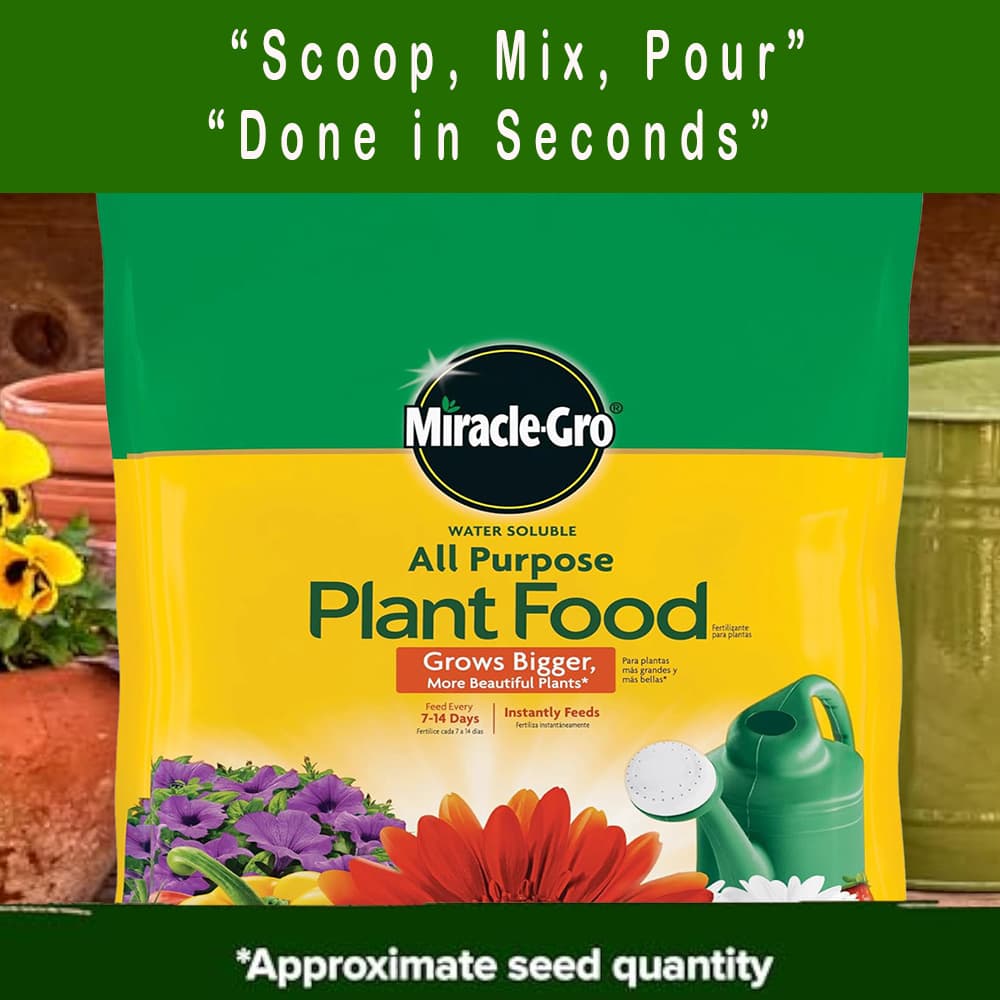 “Scoop, Mix, Pour”
“Done in Seconds”
Miracle-Gro®
WATER SOLUBLE
All Purpose
Plant Food
Fertilizante
para plantas
Grows Bigger,
More Beautiful Plants*
Para plantas
más grandes y
más bellas*
Feed Every
7-14 Days
Fertilice cada 7 a 14 días
Instantly Feeds
Fertiliza instantáneamente
*Approximate seed quantity